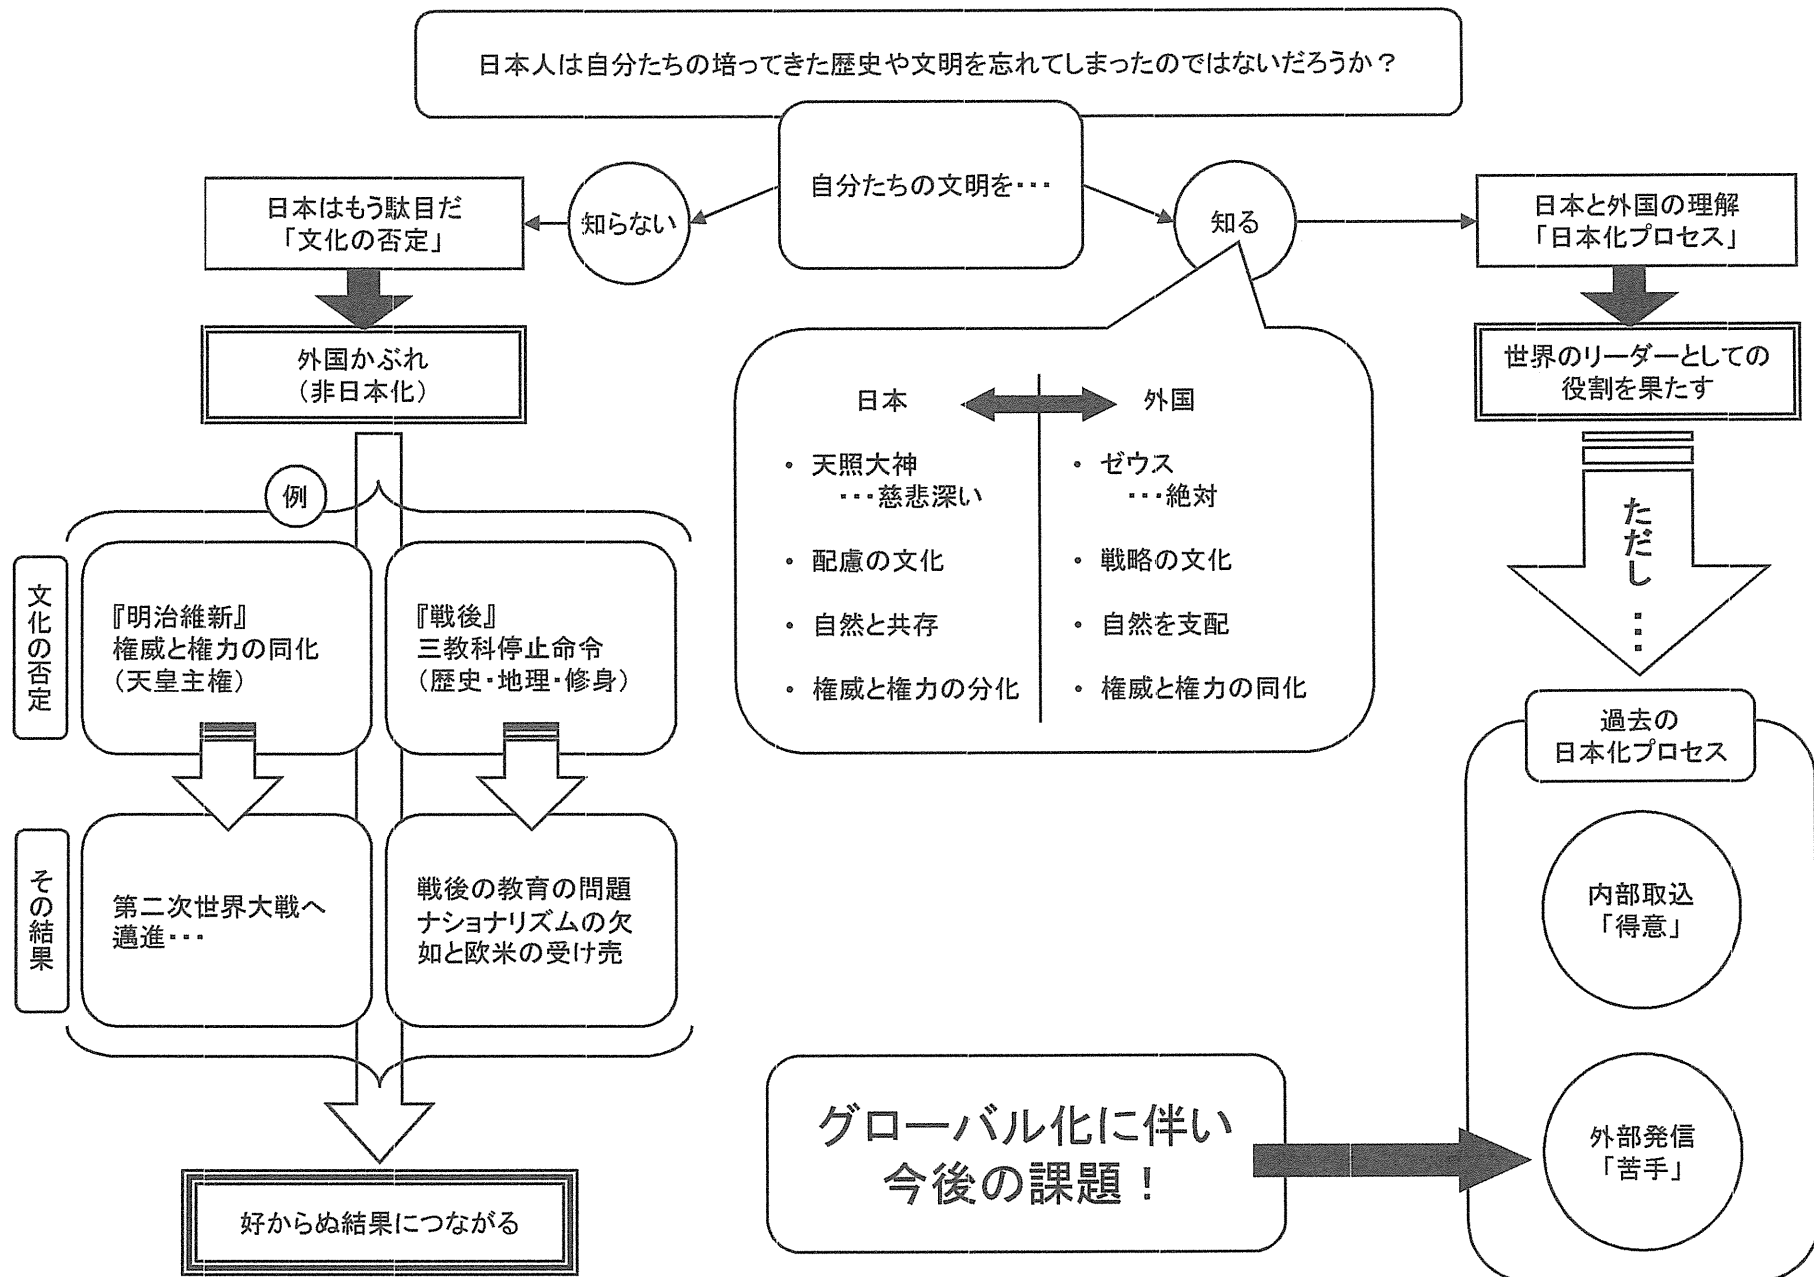 日本人は自分たちの培ってきた歴史や文明を忘れてしまったのではないだろうか？
自分たちの文明を･･･
知らない
日本はもう駄目だ
「文化の否定」
外国かぶれ
（非日本化）
例
文化の否定
『明治維新』
権威と権力の同化
（天皇主権）
『戦後』
三教科停止命令
（歴史・地理・修身）
その結果
第二次世界大戦へ
邁進･･･
戦後の教育の問題
ナショナリズムの欠
如と欧米の受け売
好からぬ結果につながる
知る
日本
・ 天照大神
･･･慈悲深い
・ 配慮の文化
・ 自然と共存
・ 権威と権力の分化
外国
・ ゼウス
･･･絶対
・ 戦略の文化
・ 自然を支配
・ 権威と権力の同化
日本と外国の理解
「日本化プロセス」
世界のリーダーとしての
役割を果たす
ただし･･･
過去の
日本化プロセス
内部取込
「得意」
外部発信
「苦手」
グローバル化に伴い
今後の課題！